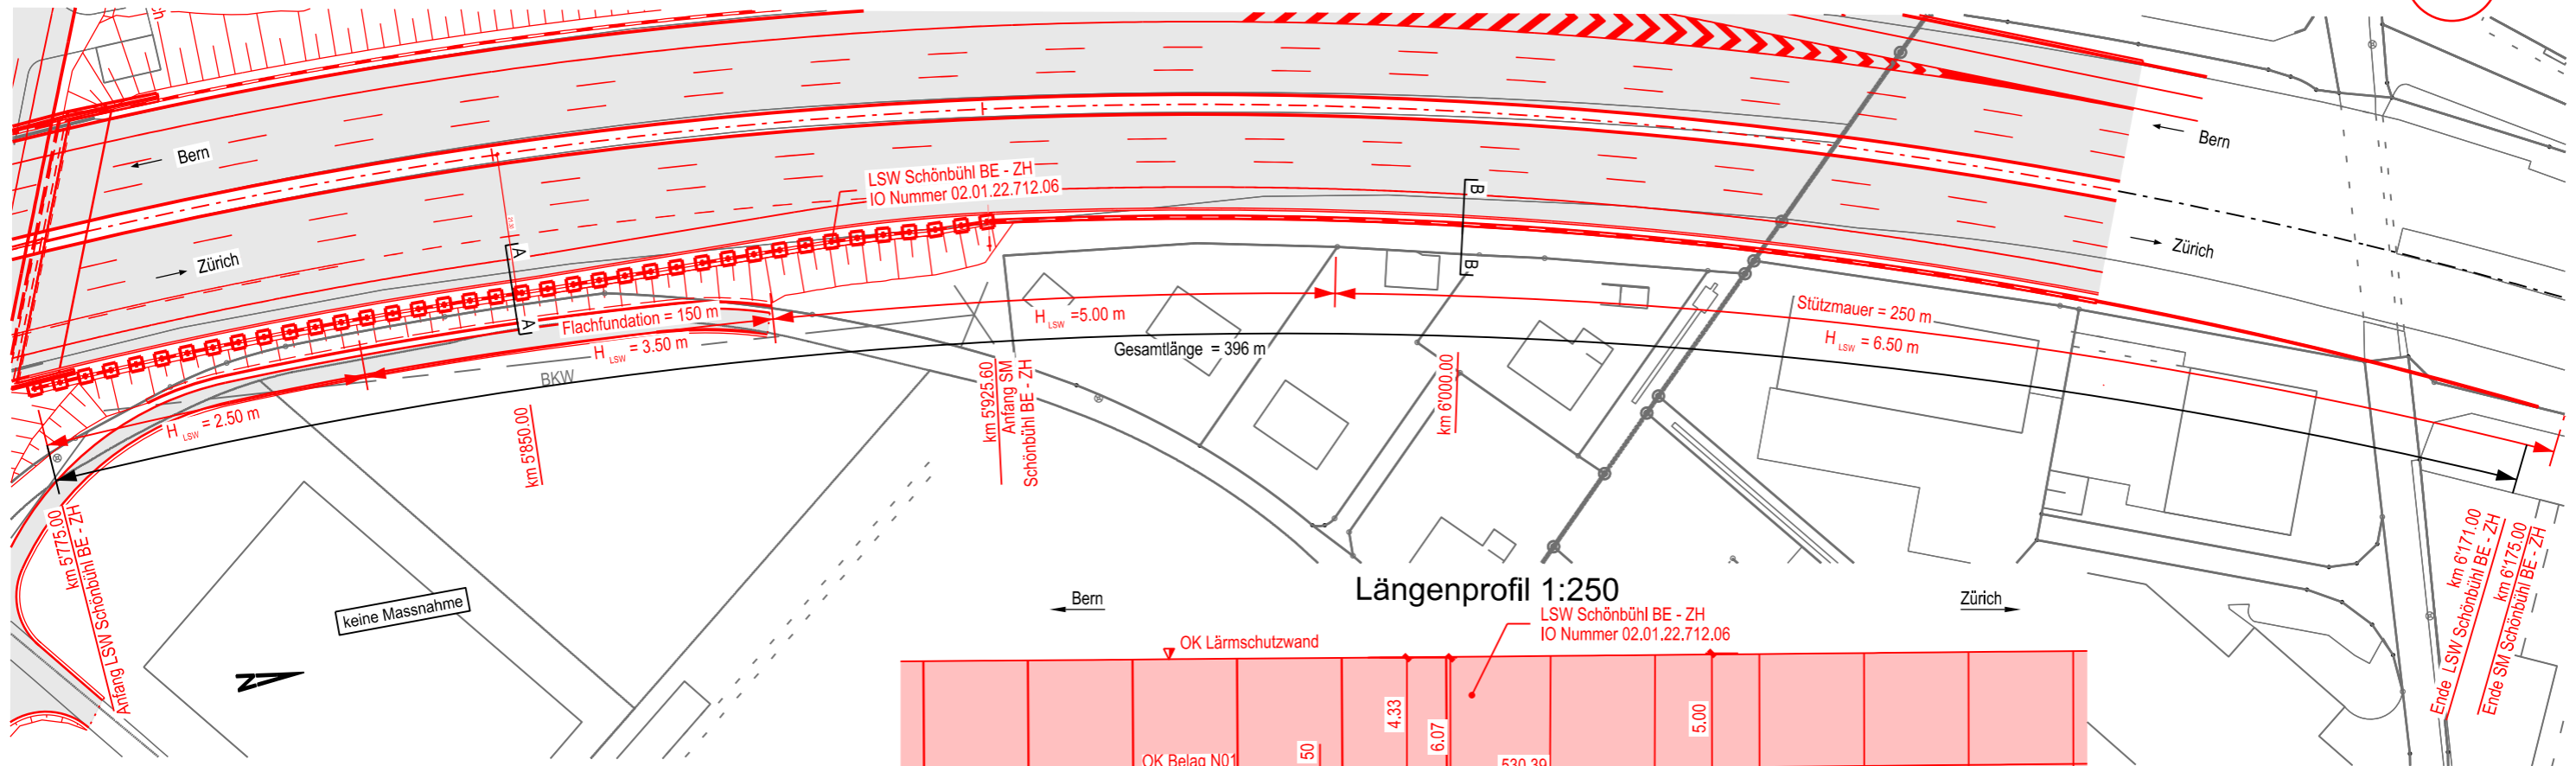 Bern
Zürich
LSW Schönbühl BE - ZH
IO Nummer 02.01.22.712.06
Bern
Zürich
A
A
B
B
Flachfundation = 150 m
H LSW = 3.50 m
H LSW =5.00 m
Gesamtlänge = 396 m
Stützmauer = 250 m
H LSW = 6.50 m
H LSW = 2.50 m
BKW
km 5'850.00
km 5'925.60
Anfang SM
Schönbühl BE - ZH
km 6'000.00
km 5'775.00
Anfang LSW Schönbühl BE - ZH
km 6'171.00
Ende LSW Schönbühl BE - ZH
km 6'175.00
Ende SM Schönbühl BE - ZH
keine Massnahme
N
Bern
Längenprofil 1:250
Zürich
LSW Schönbühl BE - ZH
IO Nummer 02.01.22.712.06
OK Lärmschutzwand
4.33
6.07
5.00
50
OK Belag N01
530.39